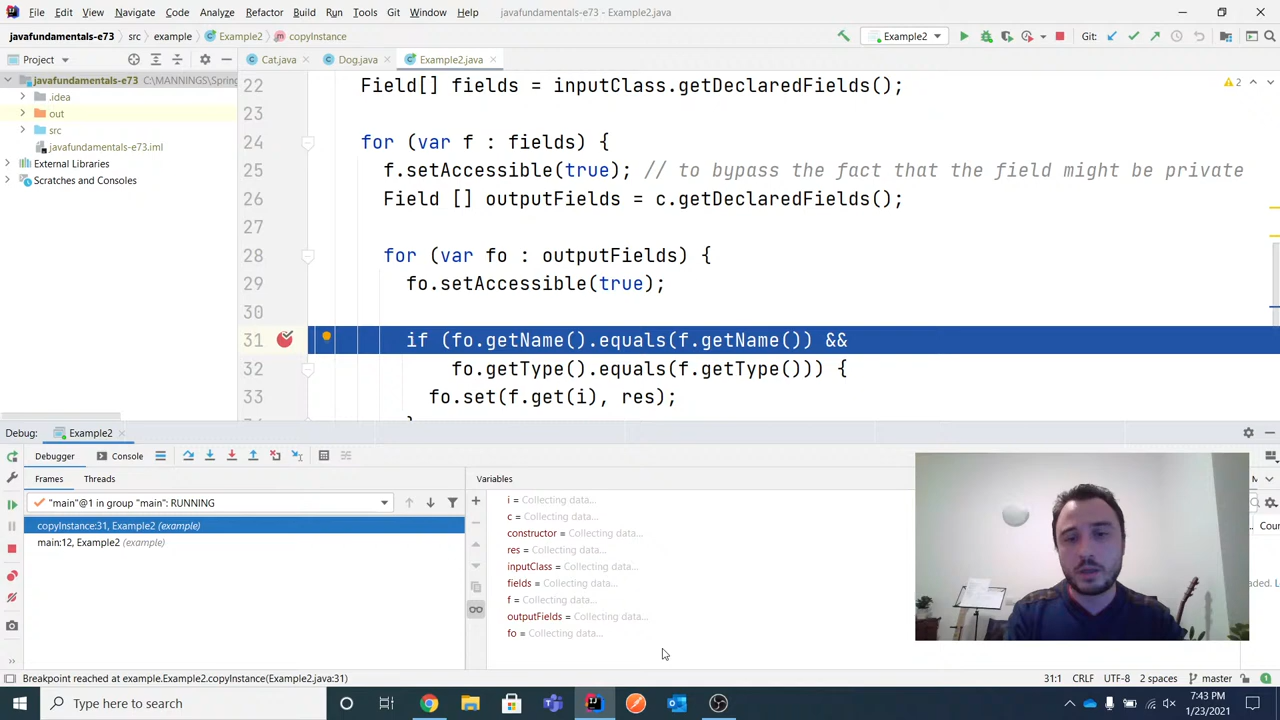 File Edit View Navigate Code Analyze Refactor Build Run Tools Git Window Help javafundamentals-e73 - Example2.java
javafundamentals-e73 src example Example2 copyInstance Example2 Git:
Project Cat.java Dog.java Example2.java
javafundamentals-e73 C:\MANNINGS\Spring
.idea
out
src
javafundamentals-e73.iml
External Libraries
Scratches and Consoles
2
22 Field[] fields = inputClass.getDeclaredFields();
23
24 for (var f : fields) {
25 f.setAccessible(true); // to bypass the fact that the field might be private
26 Field [] outputFields = c.getDeclaredFields();
27
28 for (var fo : outputFields) {
29 fo.setAccessible(true);
30
31 if (fo.getName().equals(f.getName()) &&
32 fo.getType().equals(f.getType())) {
33 fo.set(f.get(i), res);
}
Debug: Example2
Debugger Console
Frames Threads Variables
"main"@1 in group "main": RUNNING
copyInstance:31, Example2 (example)
main:12, Example2 (example)
i = Collecting data...
c = Collecting data...
constructor = Collecting data...
res = Collecting data...
inputClass = Collecting data...
fields = Collecting data...
f = Collecting data...
outputFields = Collecting data...
fo = Collecting data...
Breakpoint reached at example.Example2.copyInstance(Example2.java:31) 31:1 CRLF UTF-8 2 spaces master
Type here to search
7:43 PM
1/23/2021